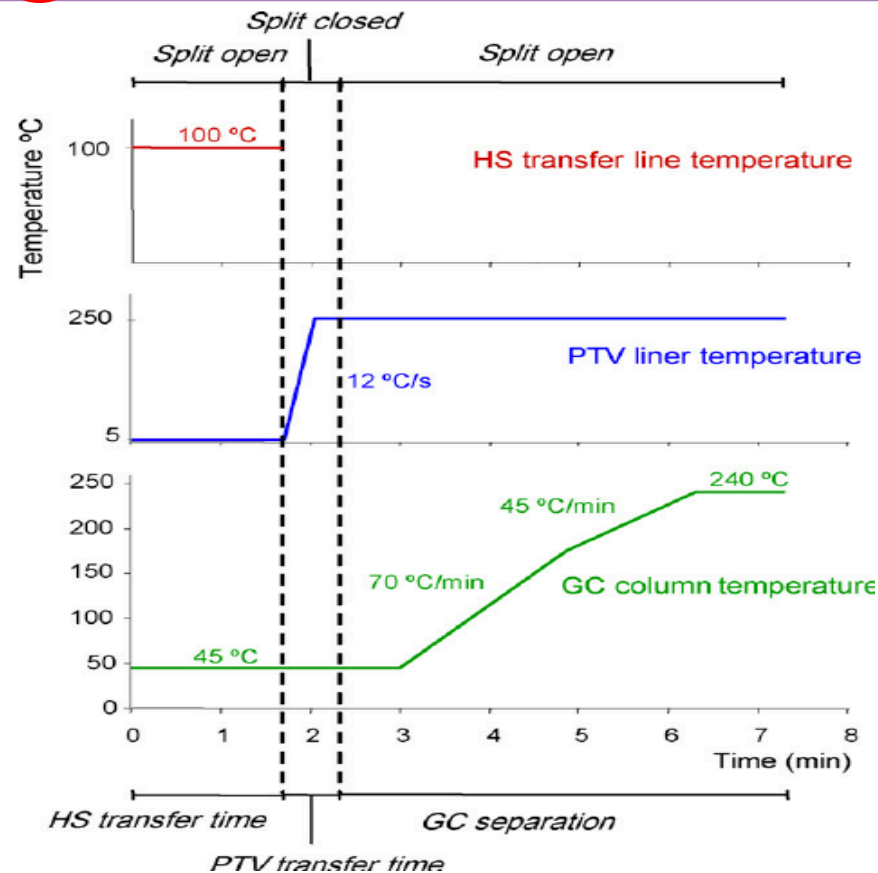 Split closed
Split open
Split open
Temperature ºC
100
100 ºC
HS transfer line temperature
250
5
12 ºC/s
PTV liner temperature
250
200
150
100
50
0
45 ºC
70 ºC/min
45 ºC/min
240 ºC
GC column temperature
0 1 2 3 4 5 6 7 8
Time (min)
HS transfer time
GC separation
PTV transfer time